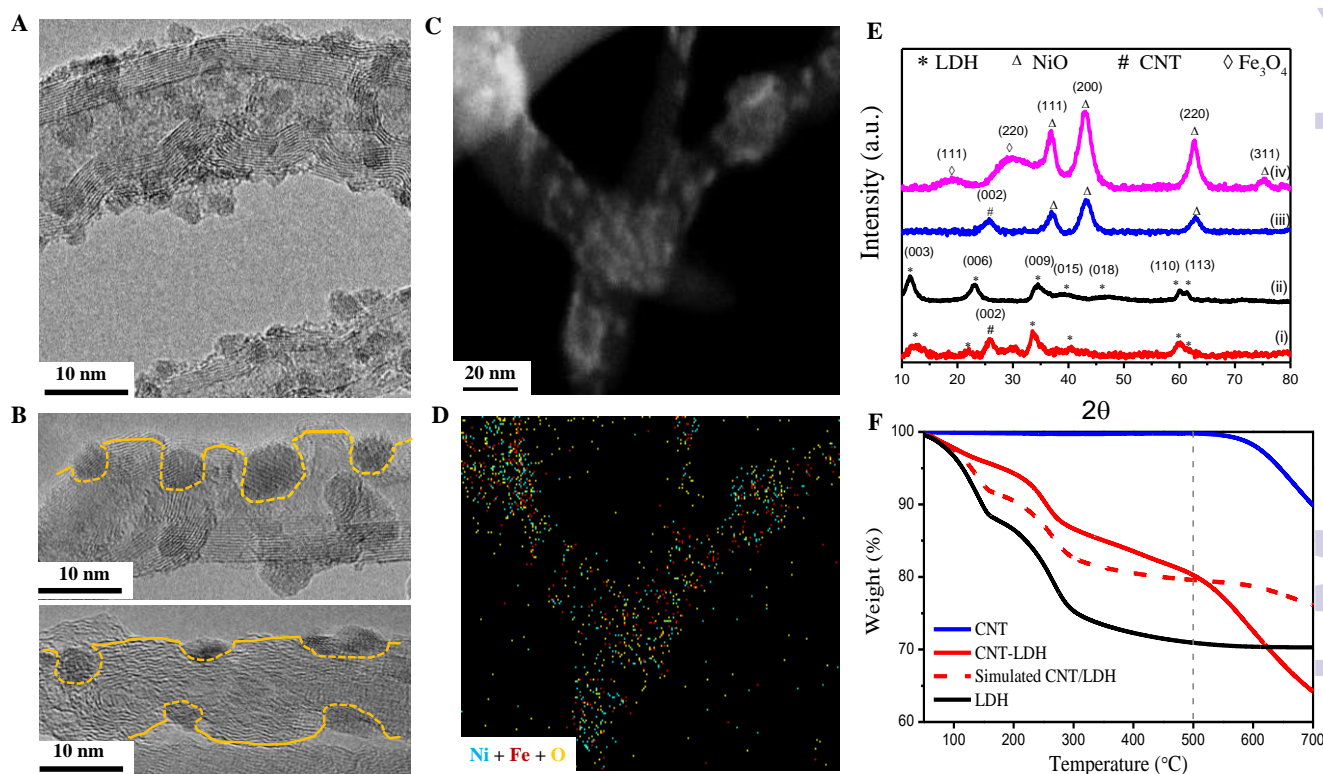 A
10 nm
B
10 nm
10 nm
C
20 nm
D
Ni + Fe + O
E
* LDH Δ NiO # CNT ◊ Fe₃O₄
(200)
(111)
(220)
(220)
(111)
(311)
Δ
Δ
Δ
Δ
◊
◊
(iv)
(002)
#
Δ
Δ
Δ
(iii)
(003)
(006)
(009)
(015)
(018)
(110)
(113)
*
*
*
*
*
*
*
(ii)
(002)
#
*
*
*
*
*
*
(i)
Intensity (a.u.)
10 20 30 40 50 60 70 80
2θ
F
100
90
80
70
60
Weight (%)
CNT
CNT-LDH
Simulated CNT/LDH
LDH
100 200 300 400 500 600 700
Temperature (°C)